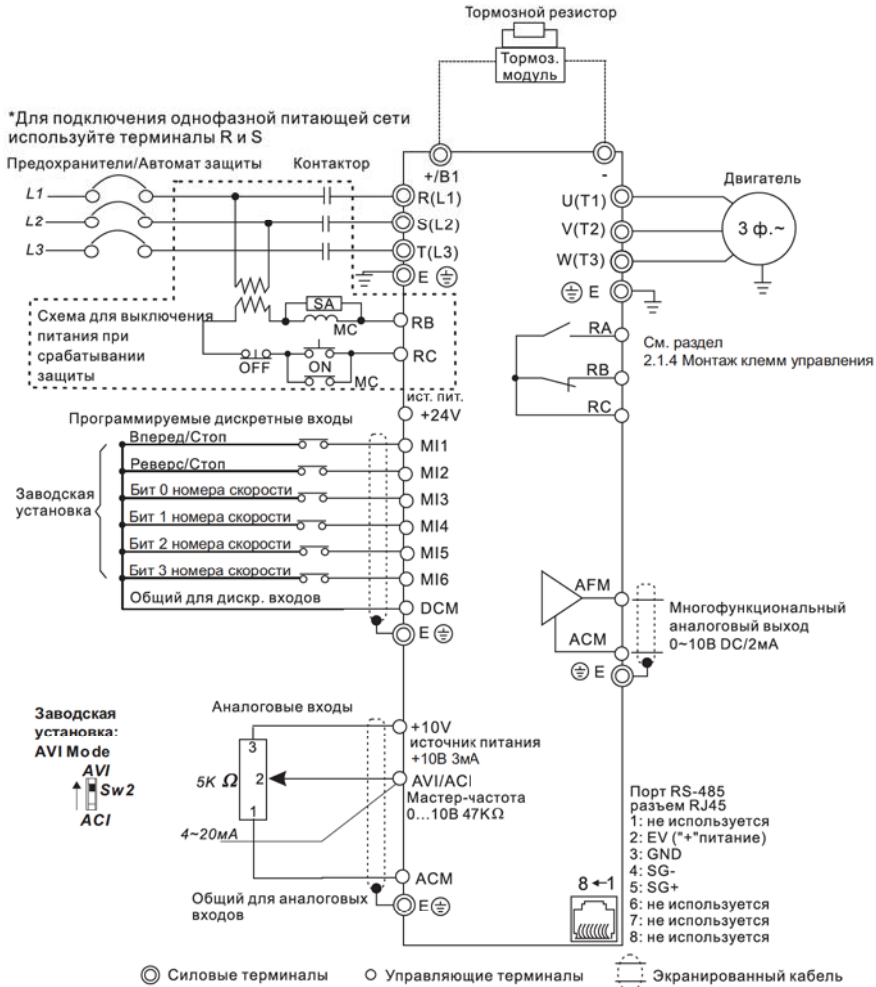 Тормозной резистор
Тормоз.
модуль
*Для подключения однофазной питающей сети
используйте терминалы R и S
Предохранители/Автомат защиты
Контактор
+/B1
-
L1
L2
L3
R(L1)
S(L2)
T(L3)
E
Двигатель
U(T1)
V(T2)
W(T3)
3 ф.~
E
Схема для выключения
питания при
срабатывании
защиты
SA
MC
OFF
ON
MC
RB
RC
RA
RB
RC
См. раздел
2.1.4 Монтаж клемм управления
ист. пит.
+24V
Программируемые дискретные входы
Заводская
установка
Вперед/Стоп
MI1
Реверс/Стоп
MI2
Бит 0 номера скорости
MI3
Бит 1 номера скорости
MI4
Бит 2 номера скорости
MI5
Бит 3 номера скорости
MI6
Общий для дискр. входов
DCM
E
AFM
ACM
E
Многофункциональный
аналоговый выход
0~10В DC/2мА
Заводская
установка:
AVI Mode
AVI
Sw2
ACI
Аналоговые входы
+10V
источник питания
+10В 3мА
3
2
1
5K Ω
AVI/ACI
Мастер-частота
0...10В 47KΩ
4~20мА
ACM
Общий для аналоговых
входов
E
8←1
Порт RS-485
разъем RJ45
1: не используется
2: EV ("+"питание)
3: GND
4: SG-
5: SG+
6: не используется
7: не используется
8: не используется
Силовые терминалы
Управляющие терминалы
Экранированный кабель